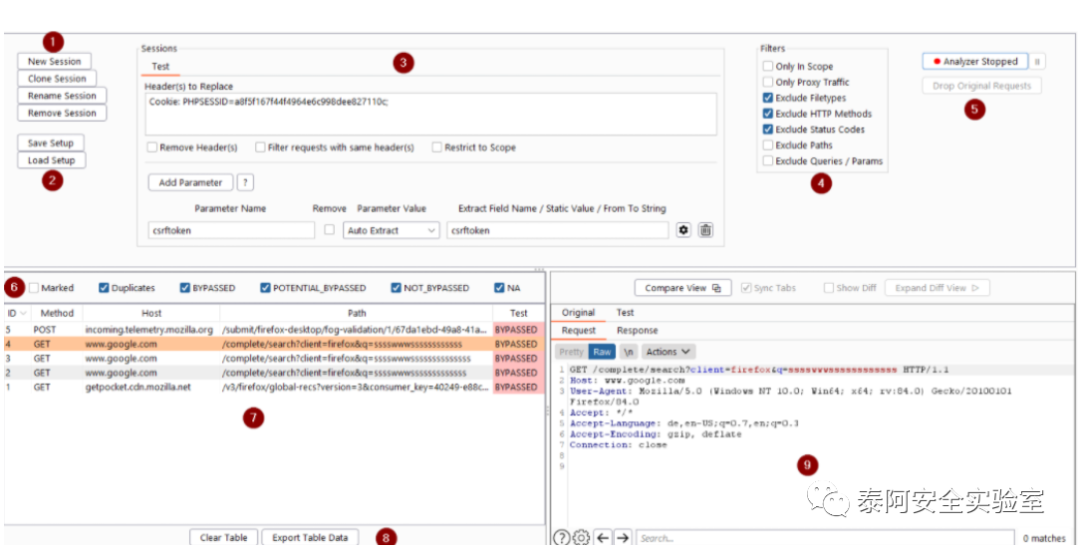 1
New Session
Clone Session
Rename Session
Remove Session
Save Setup
Load Setup
2
Sessions
Test
3
Header(s) to Replace
Cookie: PHPSESSID=a8f5f167f44f4964e6c998dee827110c;
Remove Header(s) Filter requests with same header(s) Restrict to Scope
Add Parameter ?
Parameter Name Remove Parameter Value Extract Field Name / Static Value / From To String
csrftoken Auto Extract csrftoken
Filters
Only In Scope
Only Proxy Traffic
Exclude Filetypes
Exclude HTTP Methods
Exclude Status Codes
Exclude Paths
Exclude Queries / Params
4
Analyzer Stopped
Drop Original Requests
5
6 Marked Duplicates BYPASSED POTENTIAL_BYPASSED NOT_BYPASSED NA
ID Method Host Path Test
5 POST incoming.telemetry.mozilla.org /submit/firefox-desktop/fog-validation/1/67da1ebd-49a8-41a... BYPASSED
4 GET www.google.com /complete/search?client=firefox&q=sssswwwssssssssssss BYPASSED
3 GET www.google.com /complete/search?client=firefox&q=sssswwwssssssssssssss BYPASSED
2 GET www.google.com /complete/search?client=firefox&q=sssswwwssssssssssss BYPASSED
1 GET getpocket.cdn.mozilla.net /v3/firefox/global-recs?version=3&consumer_key=40249-e88c... BYPASSED
7
Clear Table Export Table Data 8
Compare View Sync Tabs Show Diff Expand Diff View
Original Test
Request Response
Pretty Raw \n Actions
1 GET /complete/search?client=firefox&q=sssswwwssssssssssss HTTP/1.1
2 Host: www.google.com
3 User-Agent: Mozilla/5.0 (Windows NT 10.0; Win64; x64; rv:84.0) Gecko/20100101
Firefox/84.0
4 Accept: */*
5 Accept-Language: de,en-US;q=0.7,en;q=0.3
6 Accept-Encoding: gzip, deflate
7 Connection: close
8
9
9
泰阿安全实验室
? Search... 0 matches